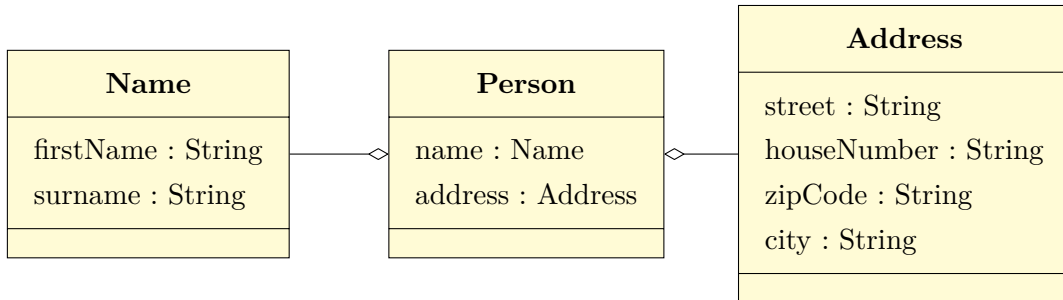 Name
firstName : String
surname : String
Person
name : Name
address : Address
Address
street : String
houseNumber : String
zipCode : String
city : String